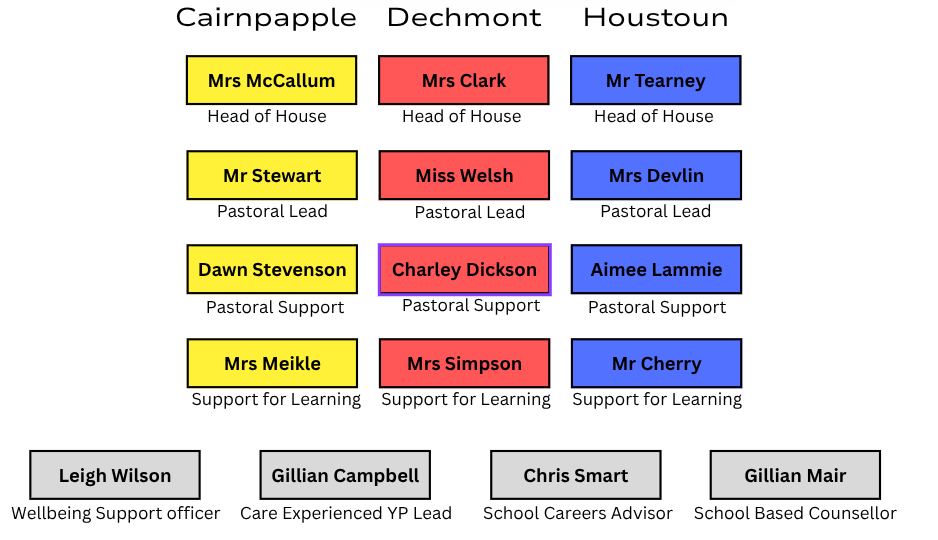 Cairnpapple Dechmont Houstoun
Mrs McCallum Mrs Clark Mr Tearney
Head of House Head of House Head of House
Mr Stewart Miss Welsh Mrs Devlin
Pastoral Lead Pastoral Lead Pastoral Lead
Dawn Stevenson Charley Dickson Aimee Lammie
Pastoral Support Pastoral Support Pastoral Support
Mrs Meikle Mrs Simpson Mr Cherry
Support for Learning Support for Learning Support for Learning
Leigh Wilson Gillian Campbell Chris Smart Gillian Mair
Wellbeing Support officer Care Experienced YP Lead School Careers Advisor School Based Counsellor